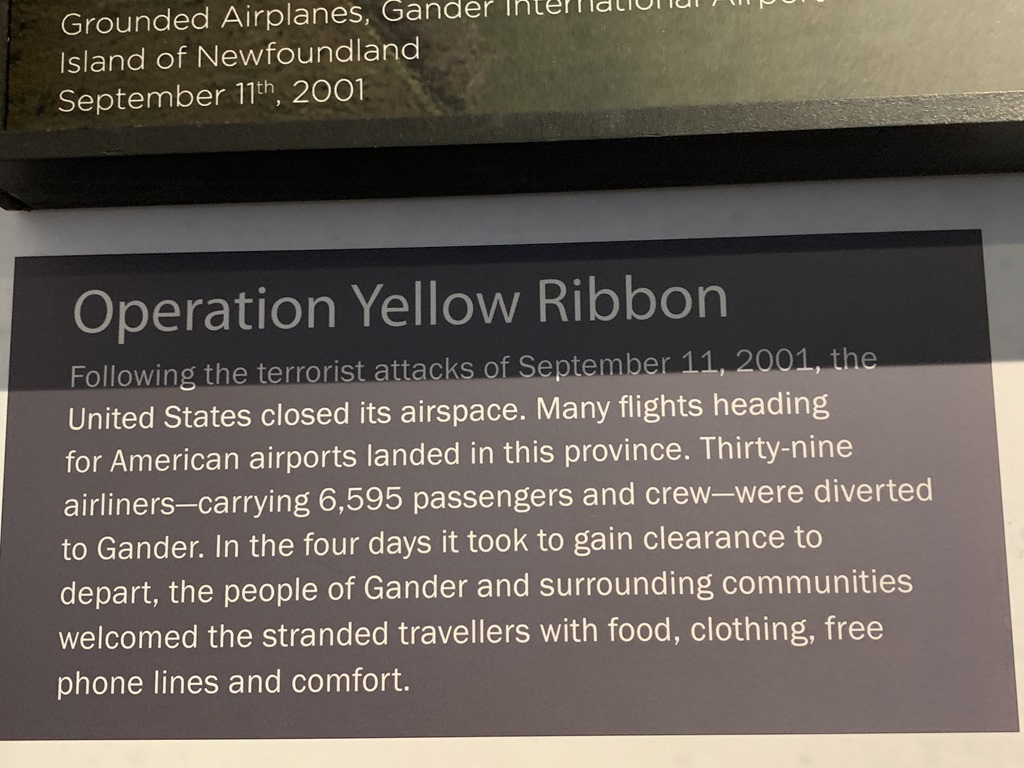 Grounded Airplanes, Gander International Airport
Island of Newfoundland
September 11th, 2001
Operation Yellow Ribbon
Following the terrorist attacks of September 11, 2001, the
United States closed its airspace. Many flights heading
for American airports landed in this province. Thirty-nine
airliners—carrying 6,595 passengers and crew—were diverted
to Gander. In the four days it took to gain clearance to
depart, the people of Gander and surrounding communities
welcomed the stranded travellers with food, clothing, free
phone lines and comfort.